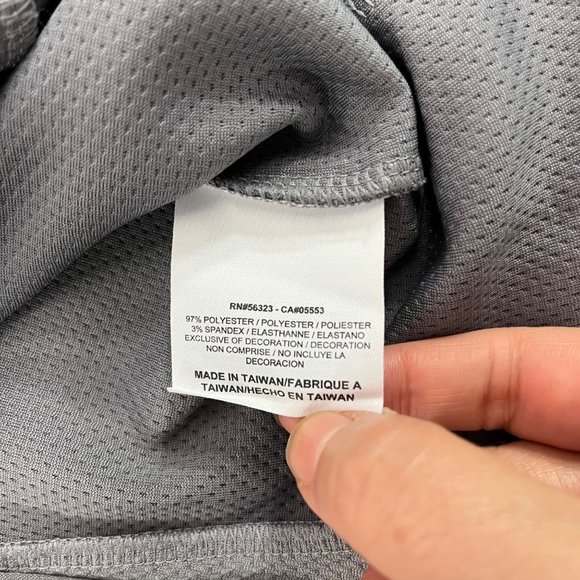 RN#56323 - CA#05553
97% POLYESTER / POLYESTER / POLIESTER
3% SPANDEX / ELASTHANNE / ELASTANO
EXCLUSIVE OF DECORATION / DECORATION
NON COMPRISE / NO INCLUYE LA
DECORACION
MADE IN TAIWAN/FABRIQUE A
TAIWAN/HECHO EN TAIWAN